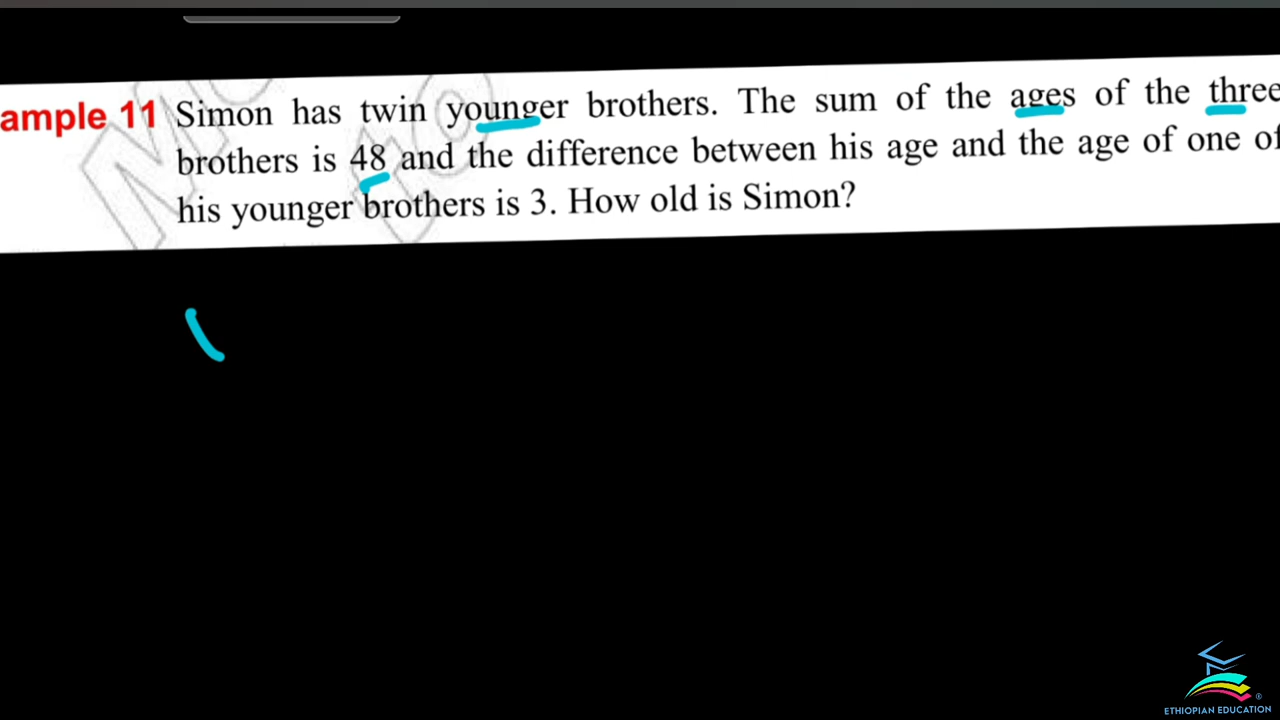 ample 11 Simon has twin younger brothers. The sum of the ages of the three
brothers is 48 and the difference between his age and the age of one of
his younger brothers is 3. How old is Simon?
ETHIOPIAN EDUCATION